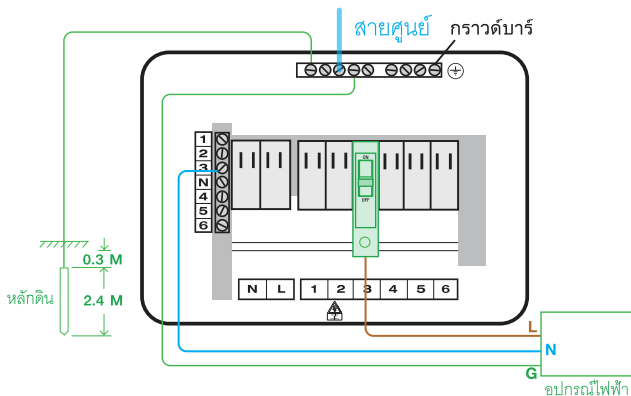 สายศูนย์
กราวด์บาร์
1
2
3
N
4
5
6
ON
OFF
0.3 M
หลักดิน
2.4 M
N L 1 2 3 4 5 6
L
N
G
อุปกรณ์ไฟฟ้า